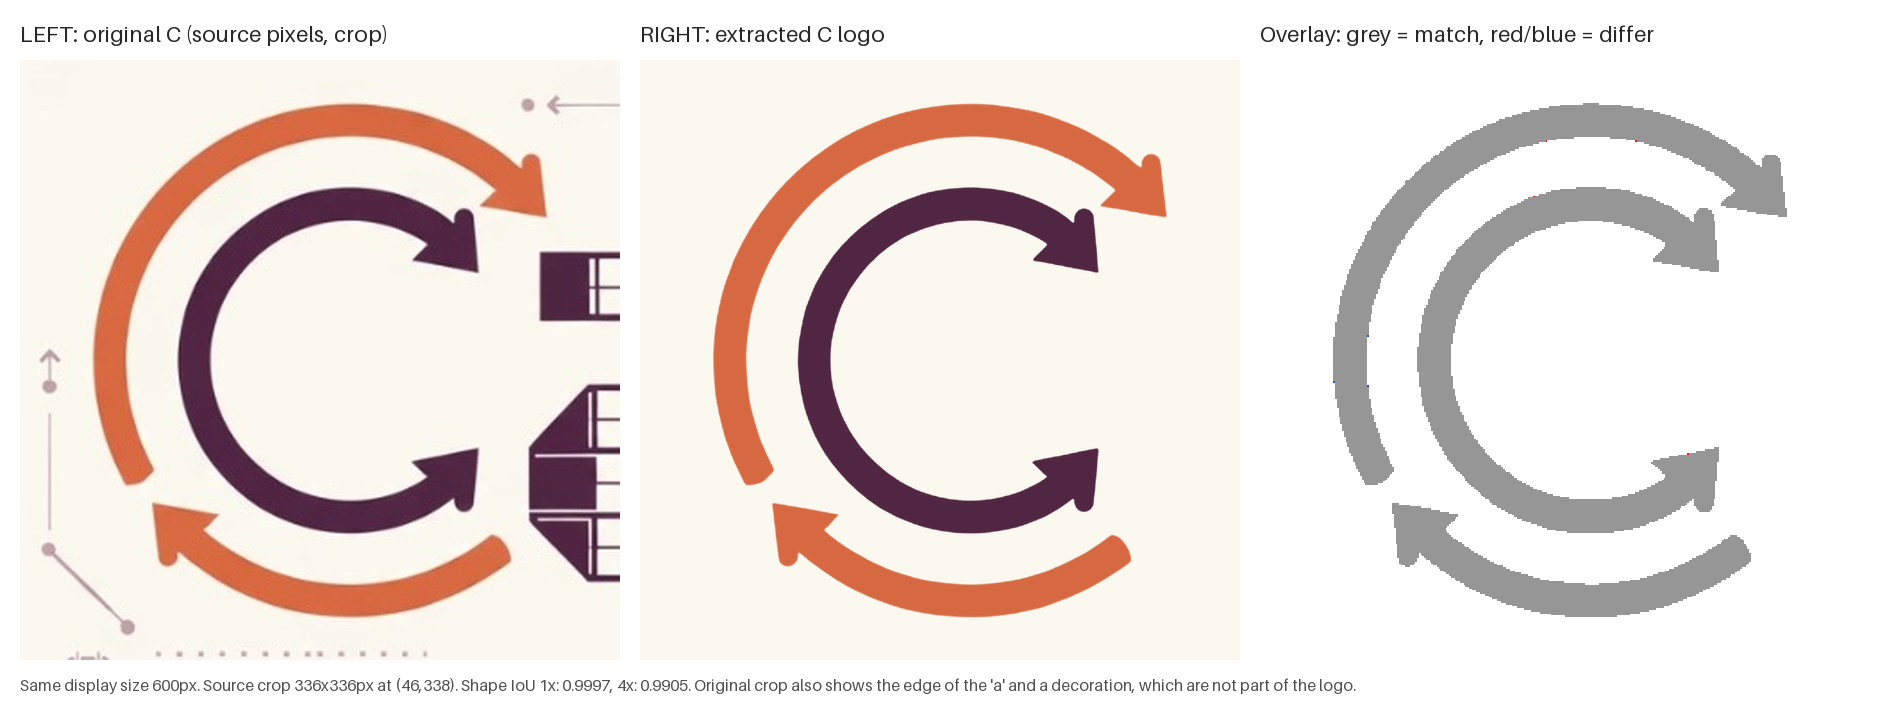 LEFT: original C (source pixels, crop)
RIGHT: extracted C logo
Overlay: grey = match, red/blue = differ
Same display size 600px. Source crop 336x336px at (46,338). Shape IoU 1x: 0.9997, 4x: 0.9905. Original crop also shows the edge of the 'a' and a decoration, which are not part of the logo.